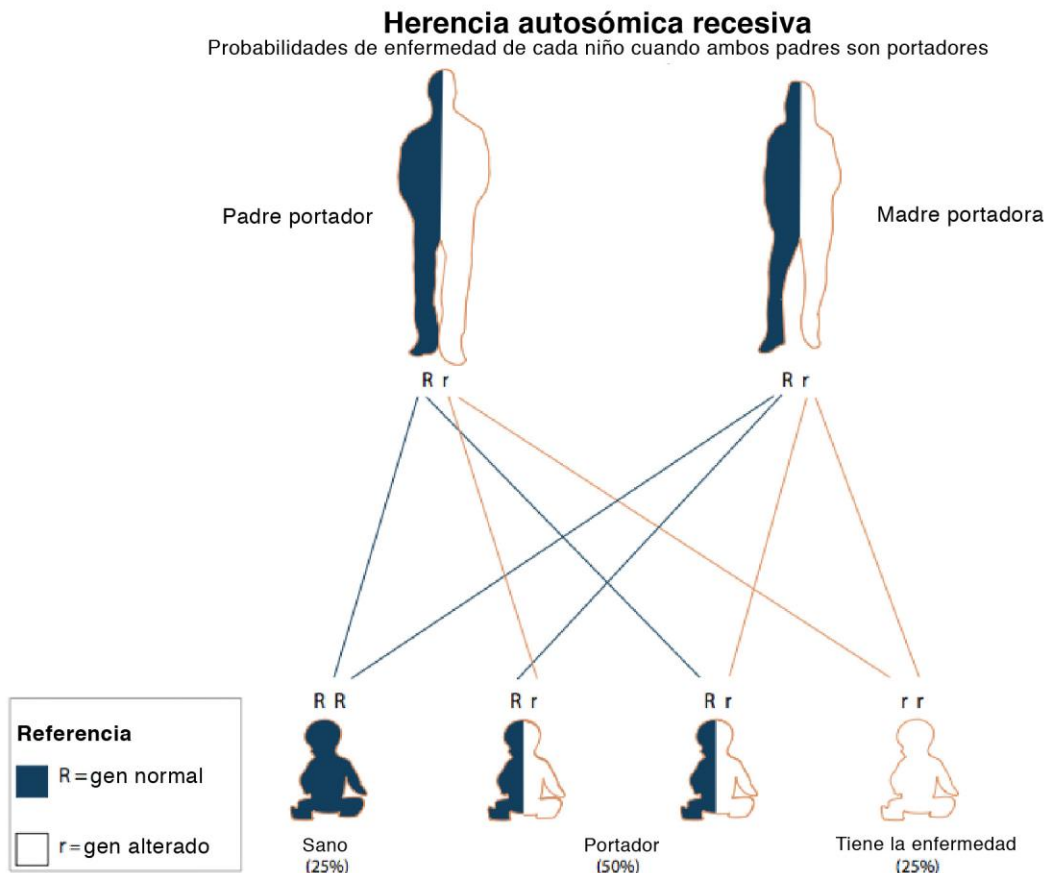 Herencia autosómica recesiva
Probabilidades de enfermedad de cada niño cuando ambos padres son portadores
Padre portador
Madre portadora
R r
R r
R R
R r
R r
r r
Referencia
R=gen normal
r=gen alterado
Sano
(25%)
Portador
(50%)
Tiene la enfermedad
(25%)